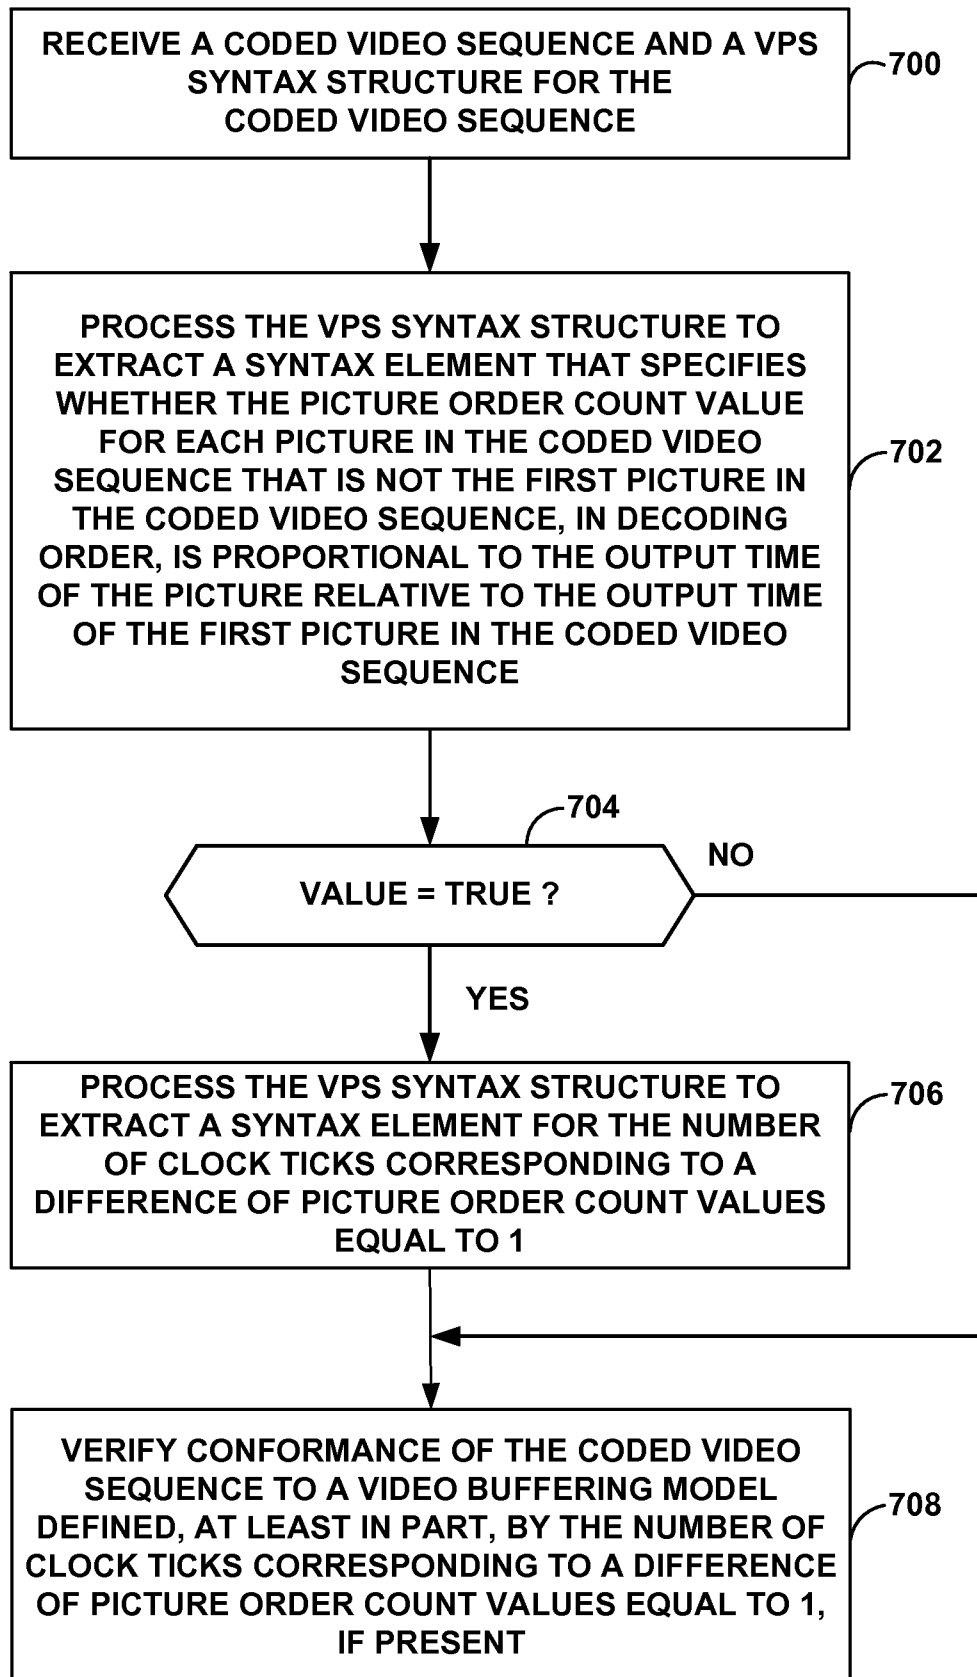 RECEIVE A CODED VIDEO SEQUENCE AND A VPS
SYNTAX STRUCTURE FOR THE
CODED VIDEO SEQUENCE
700
PROCESS THE VPS SYNTAX STRUCTURE TO
EXTRACT A SYNTAX ELEMENT THAT SPECIFIES
WHETHER THE PICTURE ORDER COUNT VALUE
FOR EACH PICTURE IN THE CODED VIDEO
SEQUENCE THAT IS NOT THE FIRST PICTURE IN
THE CODED VIDEO SEQUENCE, IN DECODING
ORDER, IS PROPORTIONAL TO THE OUTPUT TIME
OF THE PICTURE RELATIVE TO THE OUTPUT TIME
OF THE FIRST PICTURE IN THE CODED VIDEO
SEQUENCE
702
704
VALUE = TRUE ?
NO
YES
PROCESS THE VPS SYNTAX STRUCTURE TO
EXTRACT A SYNTAX ELEMENT FOR THE NUMBER
OF CLOCK TICKS CORRESPONDING TO A
DIFFERENCE OF PICTURE ORDER COUNT VALUES
EQUAL TO 1
706
VERIFY CONFORMANCE OF THE CODED VIDEO
SEQUENCE TO A VIDEO BUFFERING MODEL
DEFINED, AT LEAST IN PART, BY THE NUMBER OF
CLOCK TICKS CORRESPONDING TO A DIFFERENCE
OF PICTURE ORDER COUNT VALUES EQUAL TO 1,
IF PRESENT
708